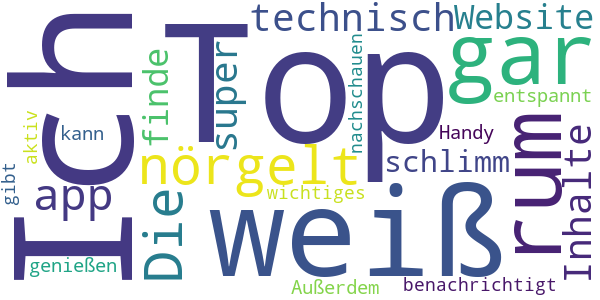 Ich
Top
weiß
gar
rum
nörgelt
technisch
Website
super
finde
Die
app
schlimm
Inhalte
nachschauen
entspannt
Handy
wichtiges
aktiv
kann
gibt
genießen
Außerdem
benachrichtigt